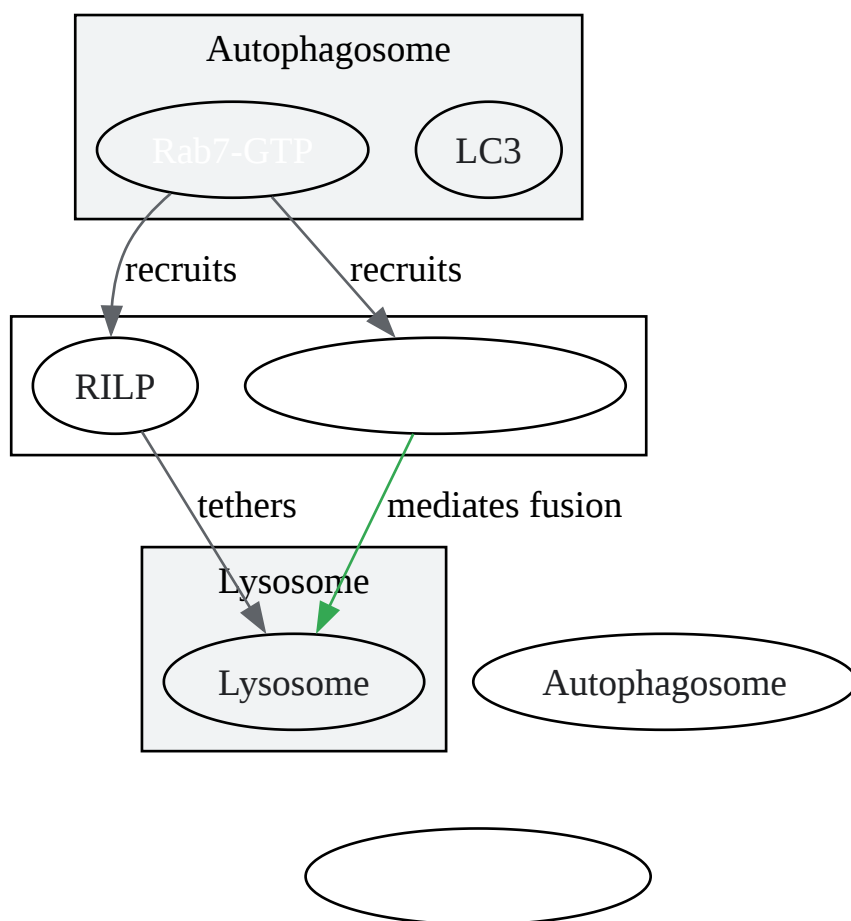 Autophagosome
Rab7-GTP
LC3
recruits
recruits
RILP
tethers
mediates fusion
Lysosome
Lysosome
Autophagosome